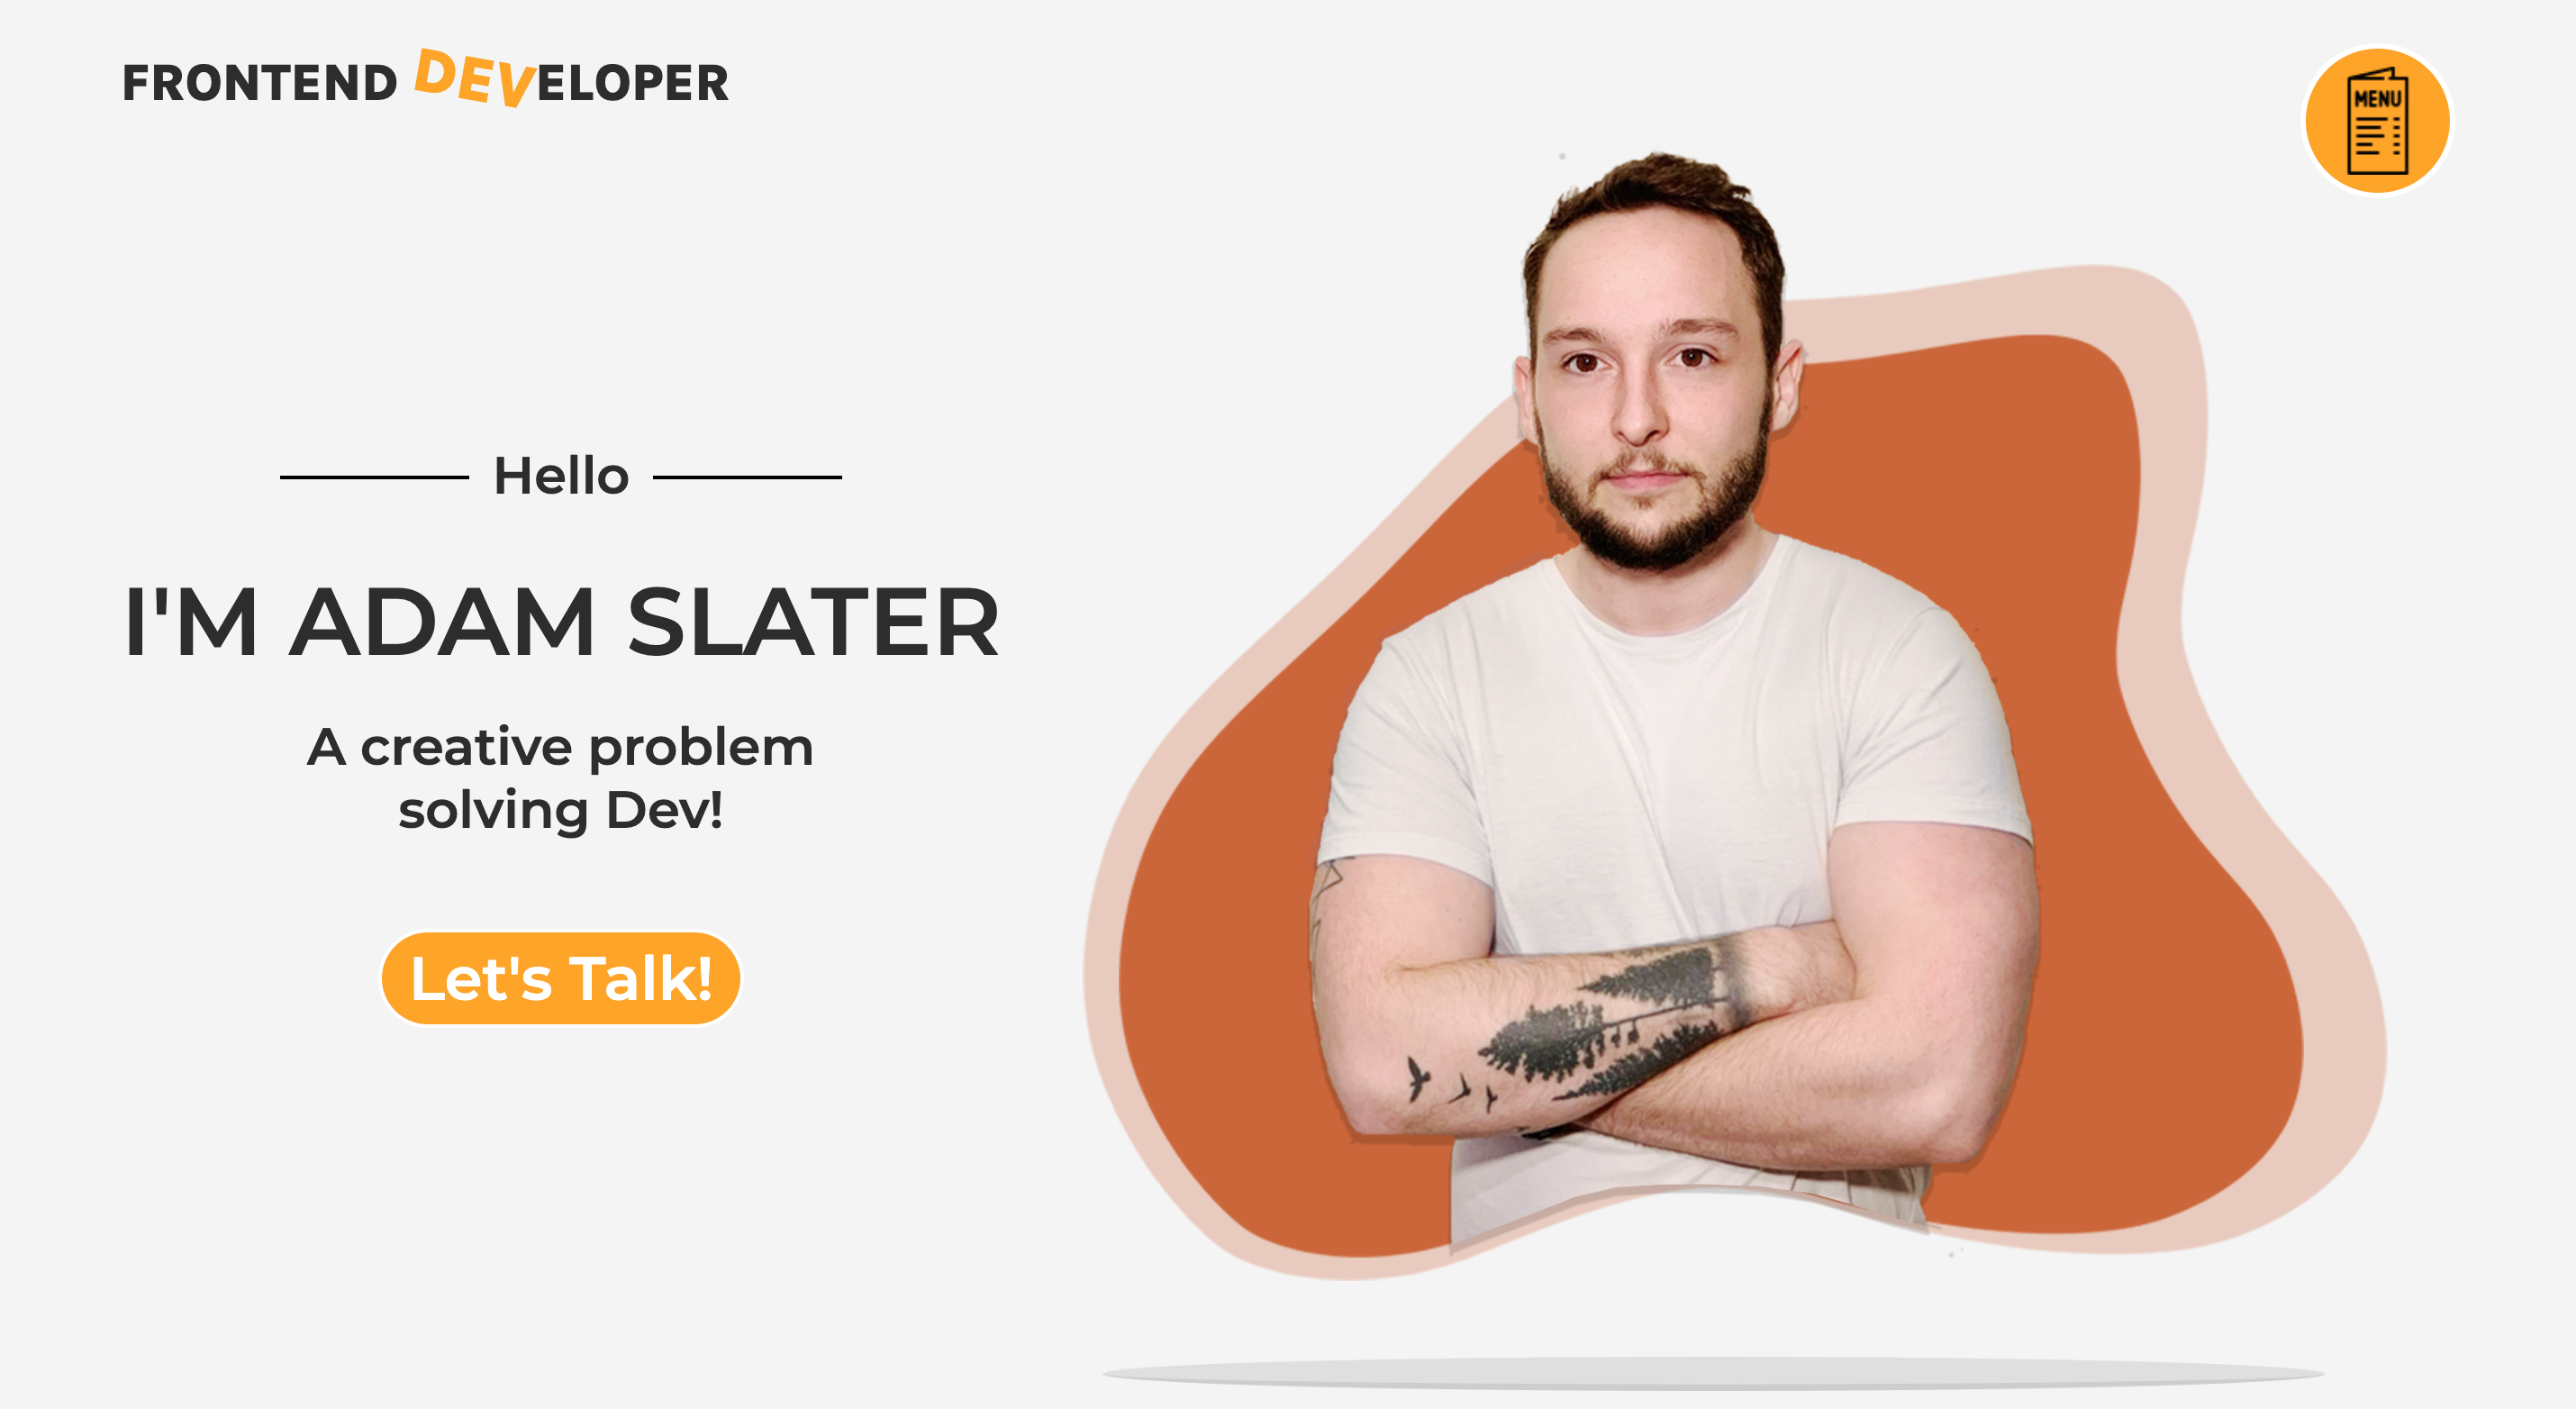 FRONTEND DEVELOPER
MENU
Hello
I'M ADAM SLATER
A creative problem
solving Dev!
Let's Talk!